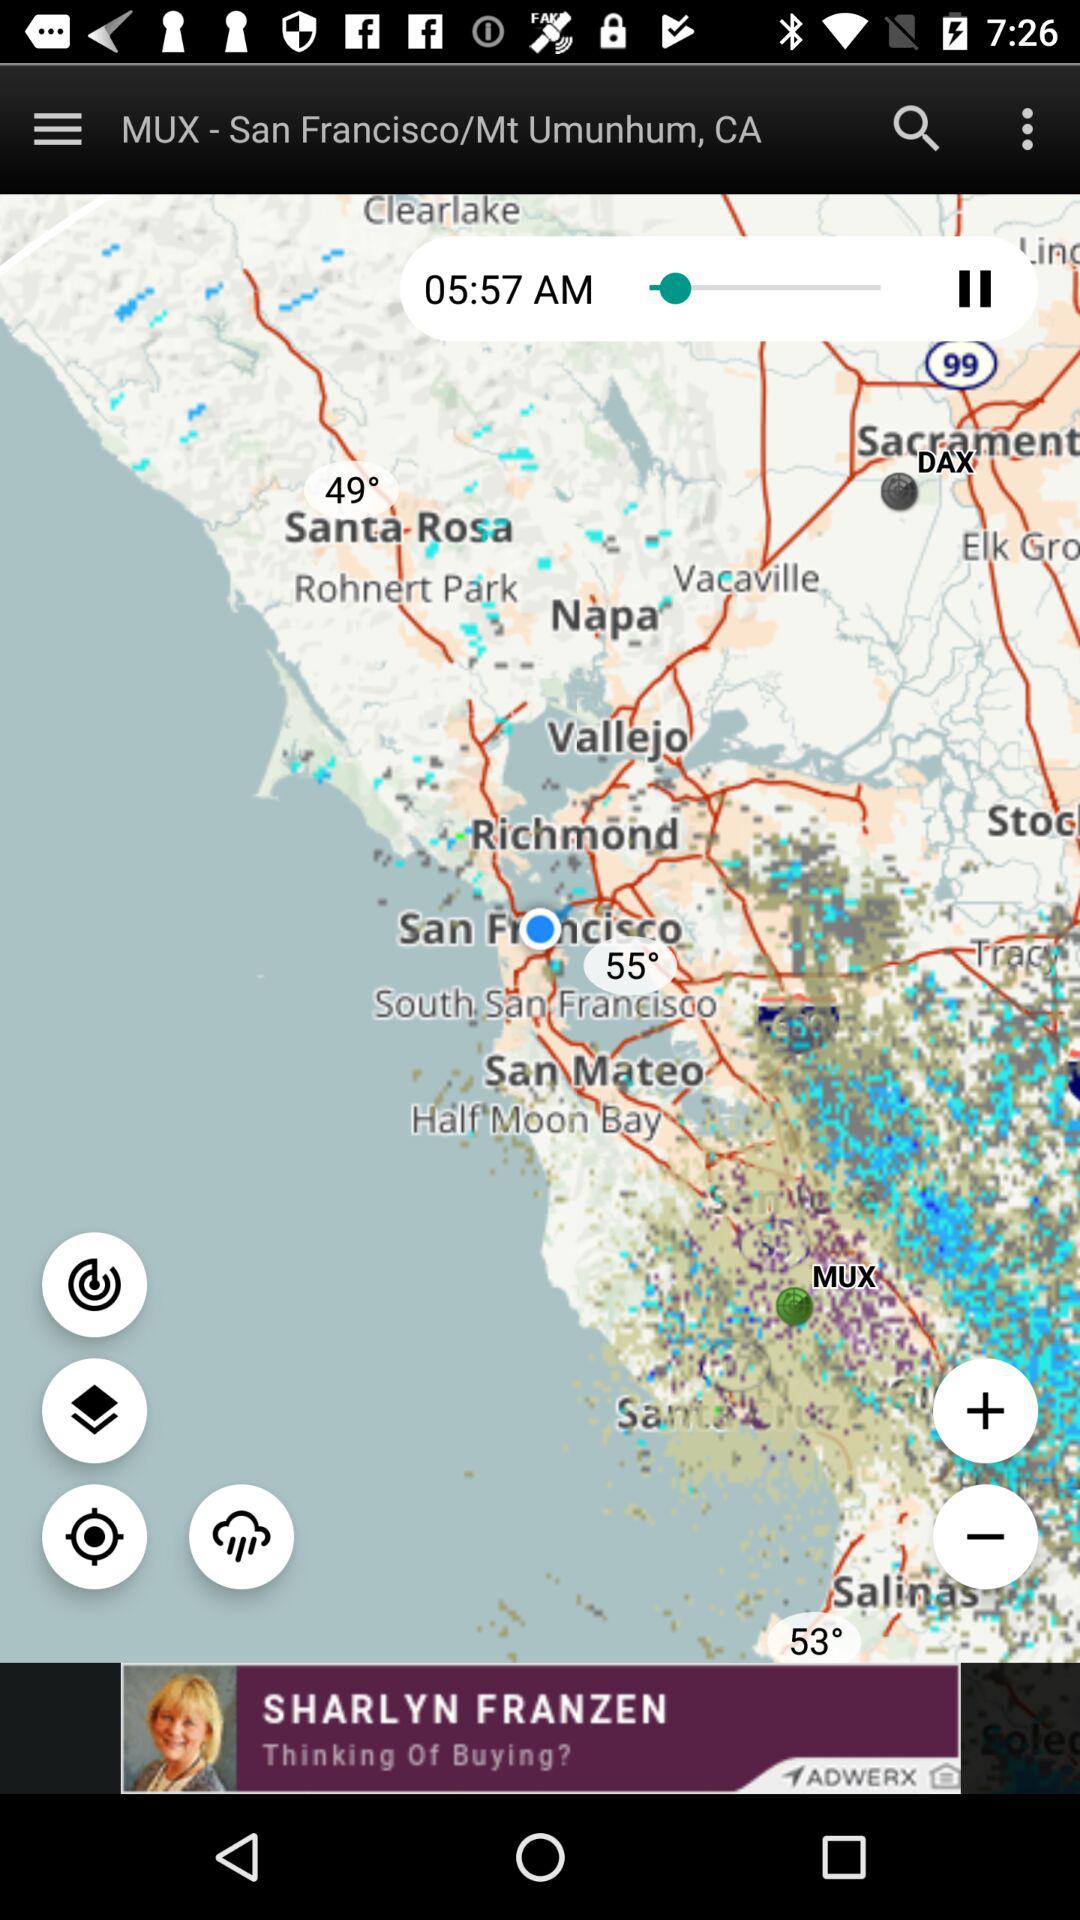 FAKE
7:26
MUX - San Francisco/Mt Umunhum, CA
Clearlake
05:57 AM
99
Sacrament
DAX
49°
Santa Rosa
Elk Gro
Rohnert Park
Vacaville
Napa
Vallejo
Stoc
Richmond
San Francisco
Tracy
55°
South San Francisco
San Mateo
Half Moon Bay
MUX
Santa Cruz
Salinas
53°
SHARLYN FRANZEN
Thinking Of Buying?
ADWERX
Soled